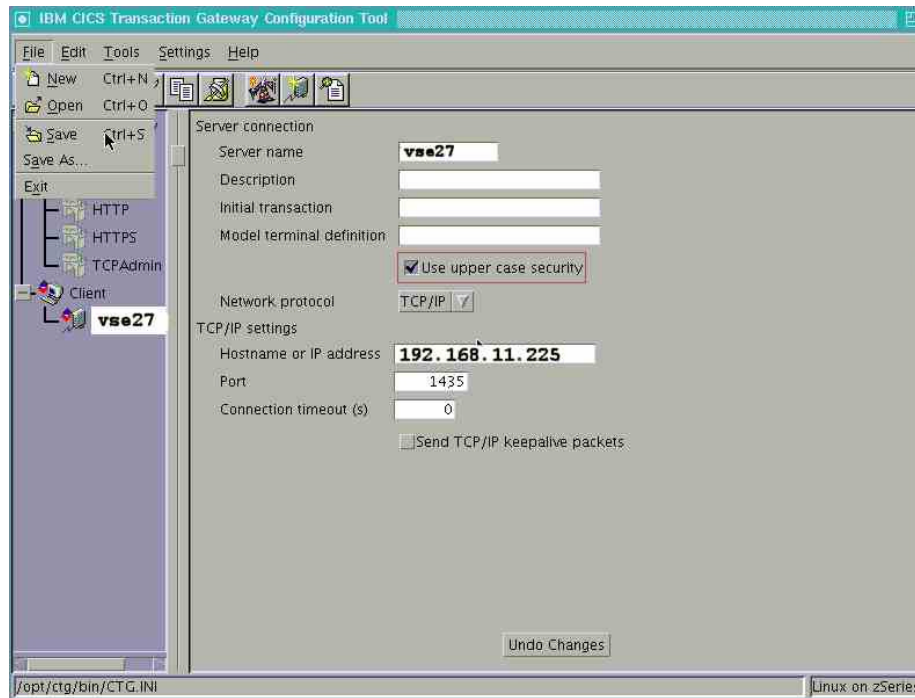 IBM CICS Transaction Gateway Configuration Tool
File Edit Tools Settings Help
New Ctrl+N
Open Ctrl+O
Save Ctrl+S
Save As...
Exit
HTTP
HTTPS
TCPAdmin
Client
vse27
Server connection
Server name vse27
Description
Initial transaction
Model terminal definition
Use upper case security
Network protocol TCP/IP
TCP/IP settings
Hostname or IP address 192.168.11.225
Port 1435
Connection timeout (s) 0
Send TCP/IP keepalive packets
Undo Changes
/opt/ctg/bin/CTG.INI
Linux on zSeries